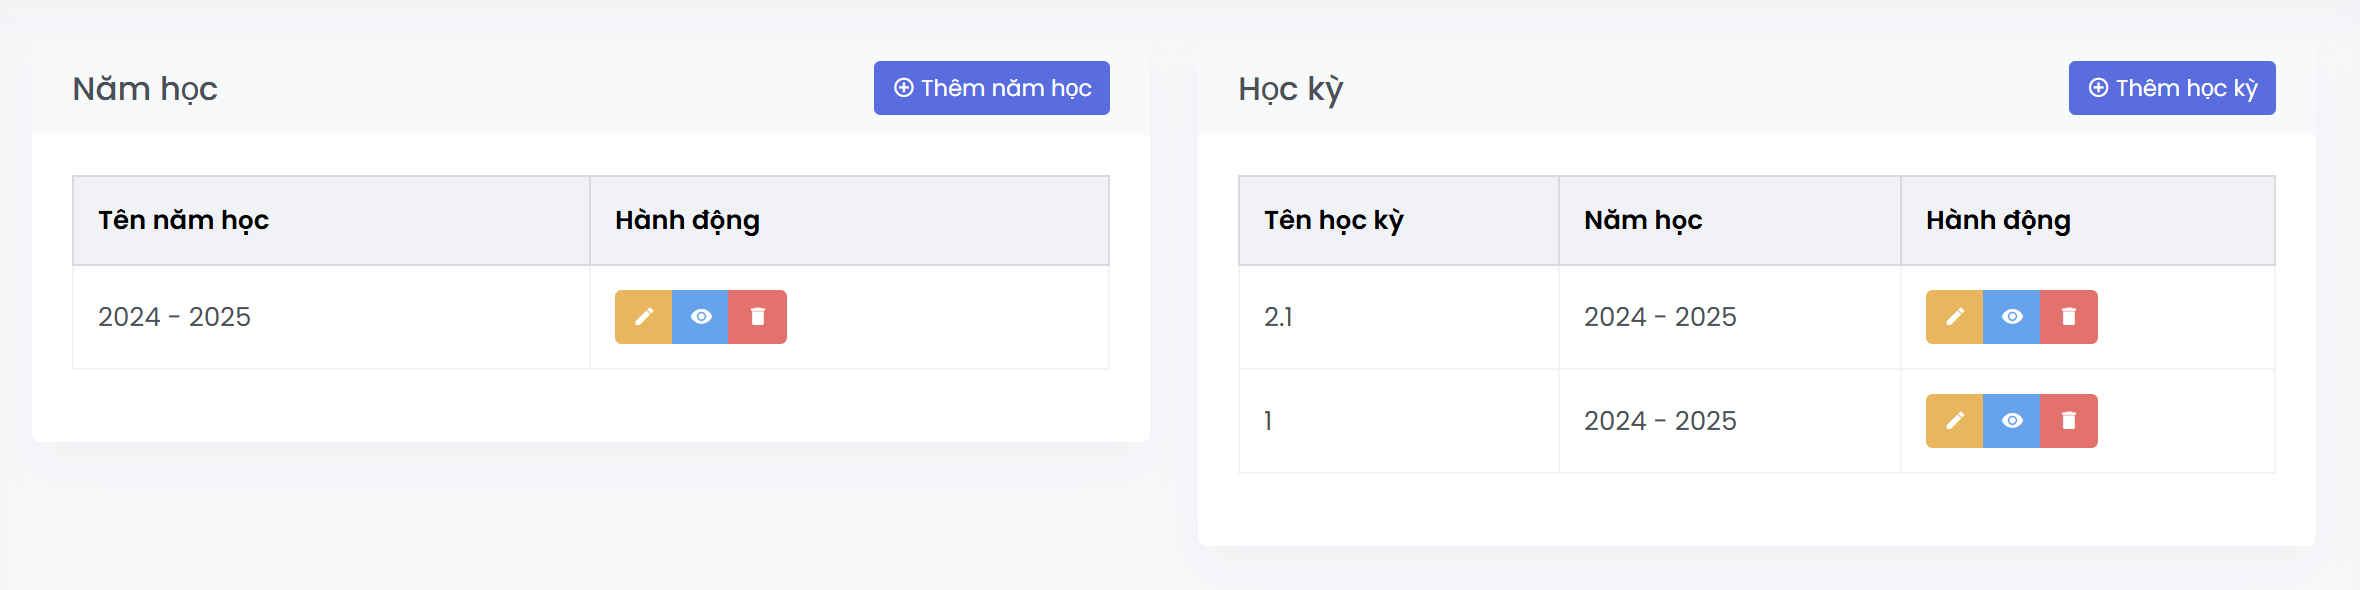 Năm học
Thêm năm học
Tên năm học Hành động
2024 - 2025
Học kỳ
Thêm học kỳ
Tên học kỳ Năm học Hành động
2.1 2024 - 2025
1 2024 - 2025